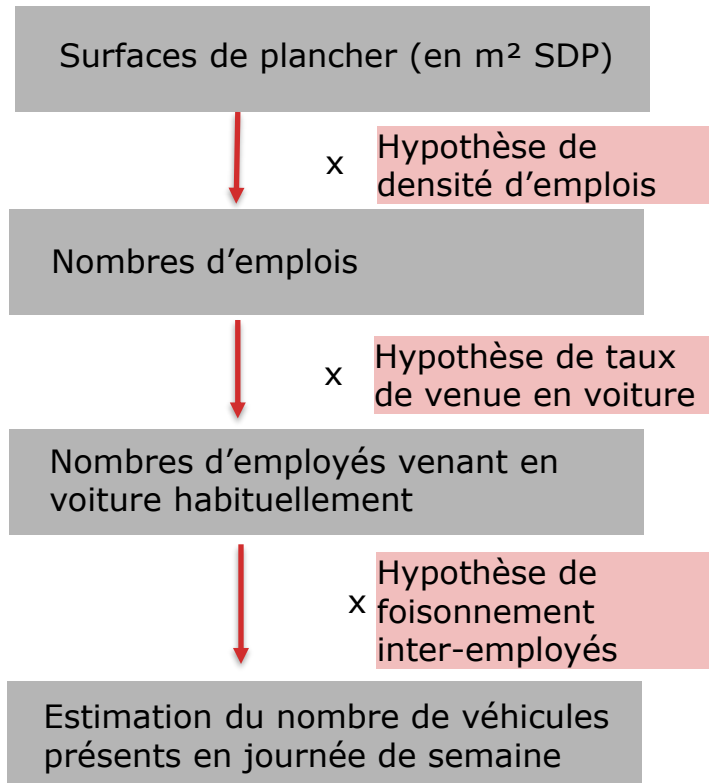 Surfaces de plancher (en m² SDP)
x
Hypothèse de
densité d’emplois
Nombres d’emplois
x
Hypothèse de taux
de venue en voiture
Nombres d’employés venant en
voiture habituellement
x
Hypothèse de
foisonnement
inter-employés
Estimation du nombre de véhicules
présents en journée de semaine